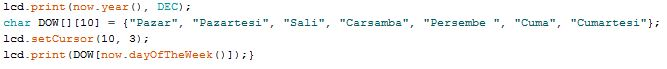 lcd.print(now.year(), DEC);
char DOW[][10] = {"Pazar", "Pazartesi", "Sali", "Carsamba", "Persembe ", "Cuma", "Cumartesi"};
lcd.setCursor(10, 3);
lcd.print(DOW[now.dayOfTheWeek()]);}